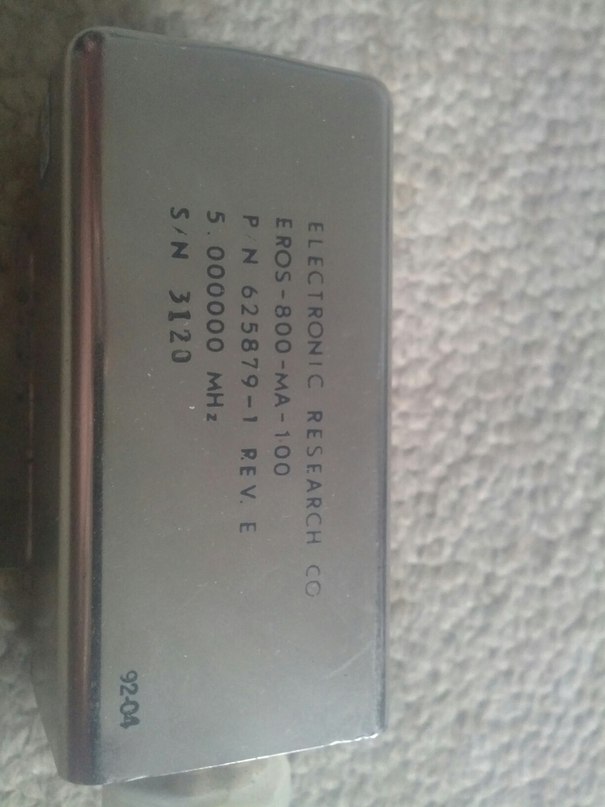 ELECTRONIC RESEARCH CO
EROS-800-MA-100
P/N 625879-1 REV. E
5.000000 MHz
S/N 3120
92-04